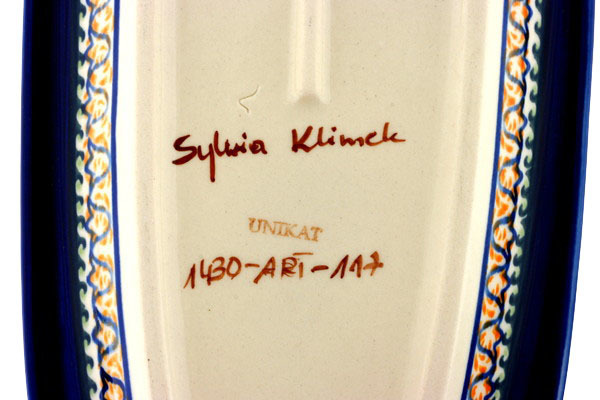 Sylwia Klimek
UNIKAT
1430-ART-117